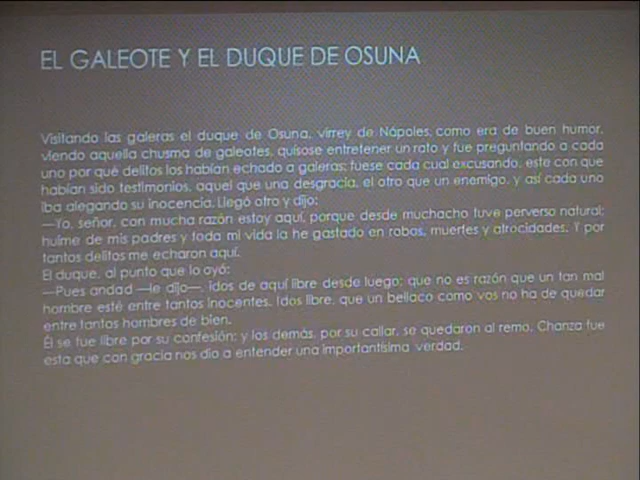 EL GALEOTE Y EL DUQUE DE OSUNA
Visitando las galeras el duque de Osuna, virrey de Nápoles, como era de buen humor,
viendo aquella chusma de galeotes, quísose entretener un rato y fue preguntando a cada
uno por qué delitos los habían echado a galeras; fuese cada cual excusando, este con que
habían sido testimonios, aquel que una desgracia, el otro que un enemigo, y así cada uno
iba alegando su inocencia. Llegó otro y dijo:
—Yo, señor, con mucha razón estoy aquí, porque desde muchacho tuve perverso natural;
huíme de mis padres y toda mi vida la he gastado en robos, muertes y atrocidades. Y por
tantos delitos me echaron aquí.
El duque, al punto que lo oyó:
—Pues andad —le dijo—, idos de aquí libre desde luego; que no es razón que un tan mal
hombre esté entre tantos inocentes. Idos libre, que un bellaco como vos no ha de quedar
entre tantos hombres de bien.
Él se fue libre por su confesión; y los demás, por su callar, se quedaron al remo. Chanza fue
esta que con gracia nos dio a entender una importantísima verdad.